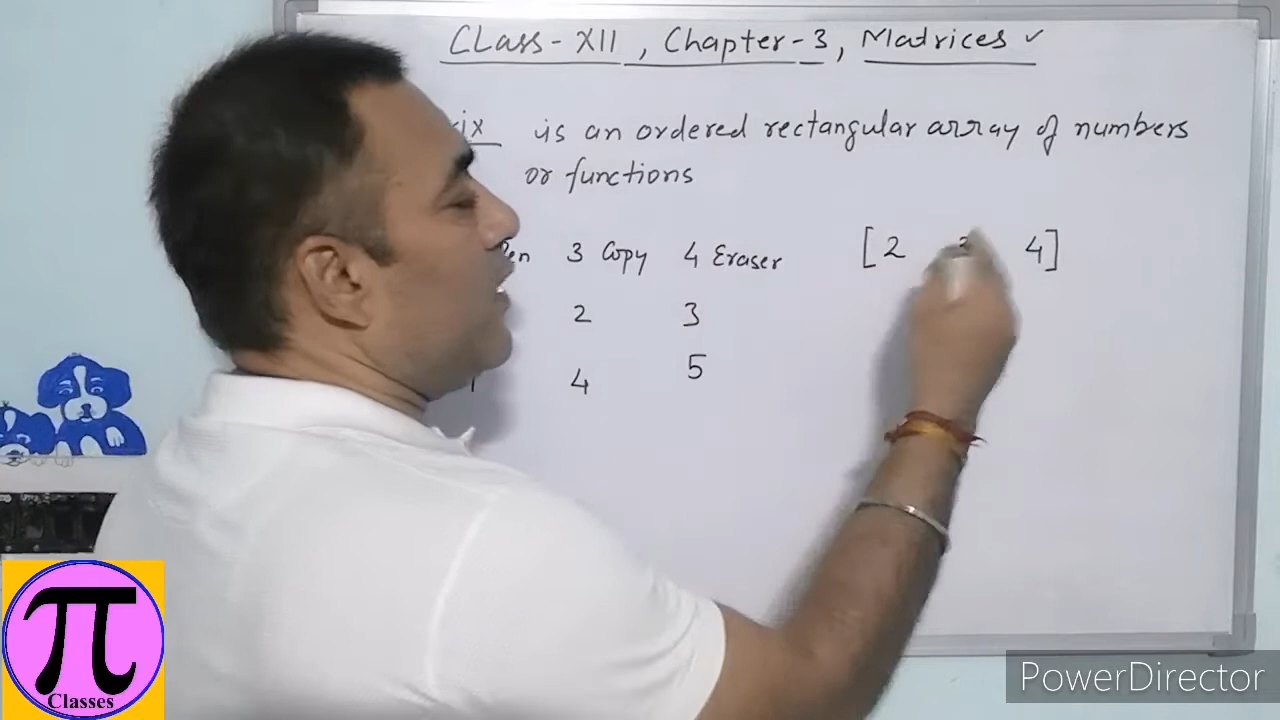 CLass-XII, Chapter-3, Matrices ✓
is an ordered rectangular array of numbers
or functions
3 Copy 4 Eraser [2 3 4]
2 3
4 5
π
Classes
PowerDirector